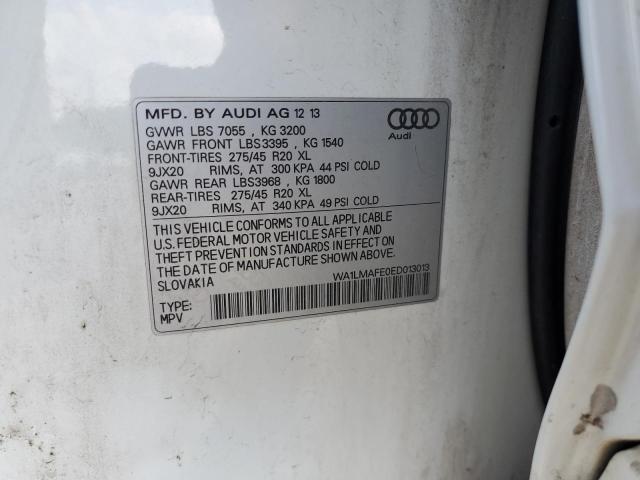 MFD. BY AUDI AG 12 13
GVWR LBS 7055 , KG 3200
GAWR FRONT LBS3395 , KG 1540
FRONT-TIRES 275/45 R20 XL
9JX20 RIMS, AT 300 KPA 44 PSI COLD
GAWR REAR LBS3968 , KG 1800
REAR-TIRES 275/45 R20 XL
9JX20 RIMS, AT 340 KPA 49 PSI COLD
Audi
THIS VEHICLE CONFORMS TO ALL APPLICABLE
U.S. FEDERAL MOTOR VEHICLE SAFETY AND
THEFT PREVENTION STANDARDS IN EFFECT ON
THE DATE OF MANUFACTURE SHOWN ABOVE.
SLOVAKIA
WA1LMAFE0ED013013
TYPE:
MPV